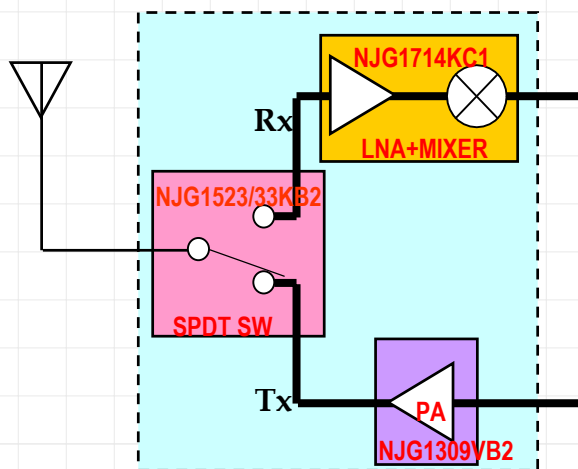 NJG1714KC1
Rx
LNA+MIXER
NJG1523/33KB2
SPDT SW
Tx
PA
NJG1309VB2